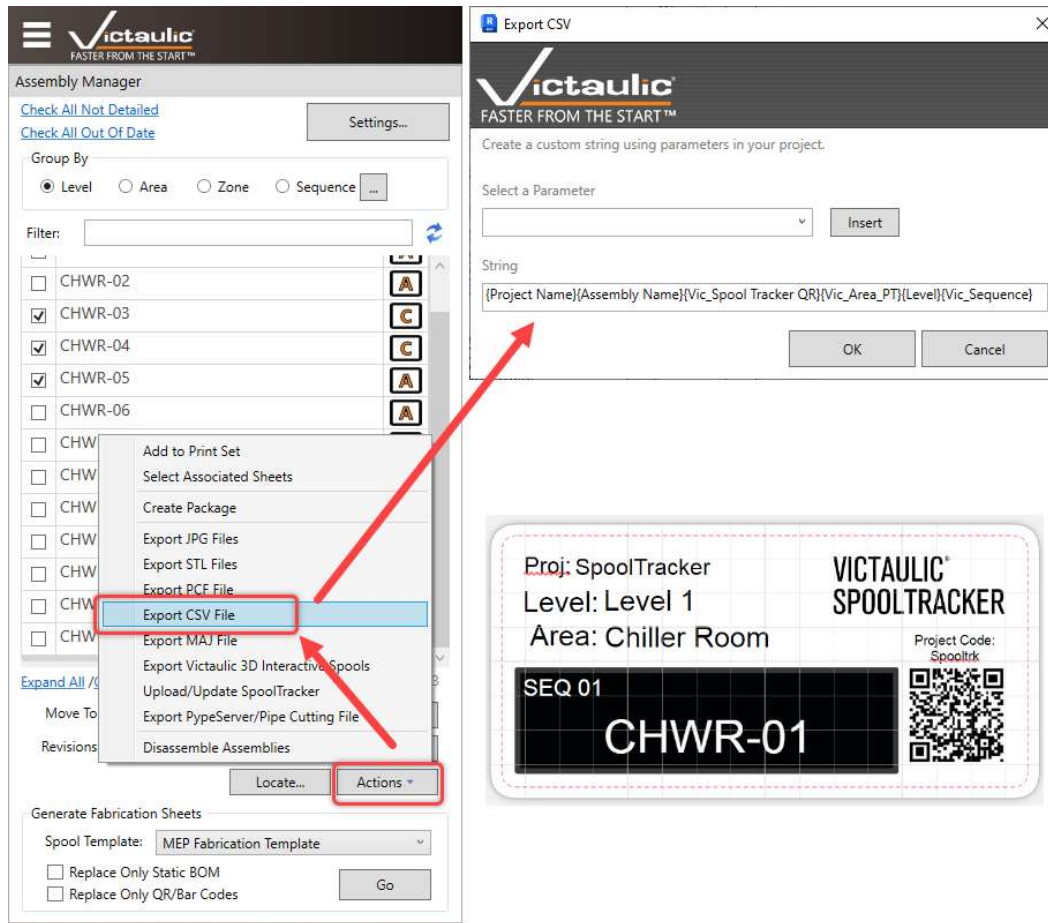 Victaulic
FASTER FROM THE START™
Assembly Manager
Check All Not Detailed
Check All Out Of Date
Settings...
Group By
Level
Area
Zone
Sequence
...
Filter:
CHWR-02
A
CHWR-03
C
CHWR-04
C
CHWR-05
A
CHWR-06
A
CHW
CHW
CHW
CHW
CHW
CHW
CHW
Add to Print Set
Select Associated Sheets
Create Package
Export JPG Files
Export STL Files
Export PCF File
Export CSV File
Export MAJ File
Export Victaulic 3D Interactive Spools
Upload/Update SpoolTracker
Export PypeServer/Pipe Cutting File
Disassemble Assemblies
Expand All /
Move To
Revisions
Locate...
Actions
Generate Fabrication Sheets
Spool Template:
MEP Fabrication Template
Replace Only Static BOM
Replace Only QR/Bar Codes
Go
R
Export CSV
Victaulic
FASTER FROM THE START™
Create a custom string using parameters in your project.
Select a Parameter
Insert
String
{Project Name}{Assembly Name}{Vic_Spool Tracker QR}{Vic_Area_PT}{Level}{Vic_Sequence}
OK
Cancel
Proj: SpoolTracker
Level: Level 1
Area: Chiller Room
VICTAULIC®
SPOOLTRACKER
Project Code:
Spooltrk
SEQ 01
CHWR-01